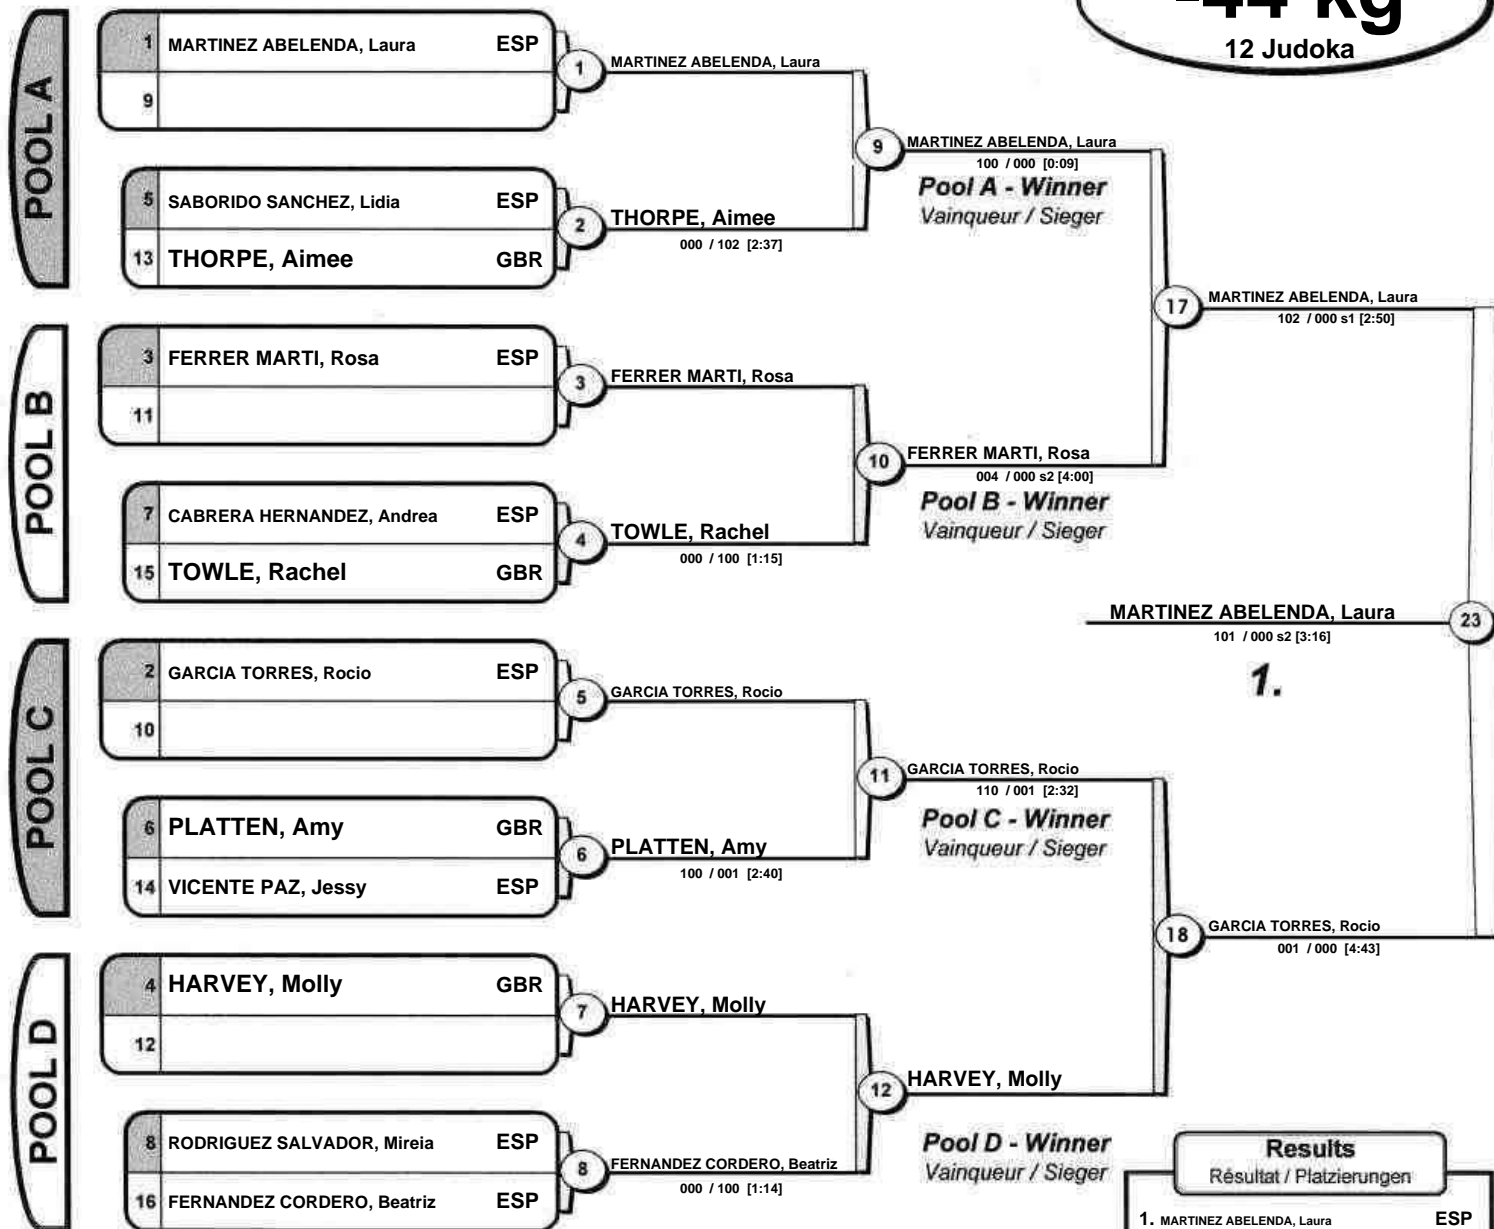 -44 kg
12 Judoka
POOL A
1 MARTINEZ ABELENDA, Laura ESP
9
1 MARTINEZ ABELENDA, Laura
5 SABORIDO SANCHEZ, Lidia ESP
13 THORPE, Aimee GBR
2 THORPE, Aimee
000 / 102 [2:37]
9 MARTINEZ ABELENDA, Laura
100 / 000 [0:09]
Pool A - Winner
Vainqueur / Sieger
POOL B
3 FERRER MARTI, Rosa ESP
11
3 FERRER MARTI, Rosa
7 CABRERA HERNANDEZ, Andrea ESP
15 TOWLE, Rachel GBR
4 TOWLE, Rachel
000 / 100 [1:15]
10 FERRER MARTI, Rosa
004 / 000 s2 [4:00]
Pool B - Winner
Vainqueur / Sieger
17 MARTINEZ ABELENDA, Laura
102 / 000 s1 [2:50]
MARTINEZ ABELENDA, Laura 23
101 / 000 s2 [3:16]
1.
POOL C
2 GARCIA TORRES, Rocio ESP
10
5 GARCIA TORRES, Rocio
6 PLATTEN, Amy GBR
14 VICENTE PAZ, Jessy ESP
6 PLATTEN, Amy
100 / 001 [2:40]
11 GARCIA TORRES, Rocio
110 / 001 [2:32]
Pool C - Winner
Vainqueur / Sieger
18 GARCIA TORRES, Rocio
001 / 000 [4:43]
POOL D
4 HARVEY, Molly GBR
12
7 HARVEY, Molly
8 RODRIGUEZ SALVADOR, Mireia ESP
16 FERNANDEZ CORDERO, Beatriz ESP
8 FERNANDEZ CORDERO, Beatriz
000 / 100 [1:14]
12 HARVEY, Molly
Pool D - Winner
Vainqueur / Sieger
Results
Résultat / Platzierungen
1. MARTINEZ ABELENDA, Laura ESP